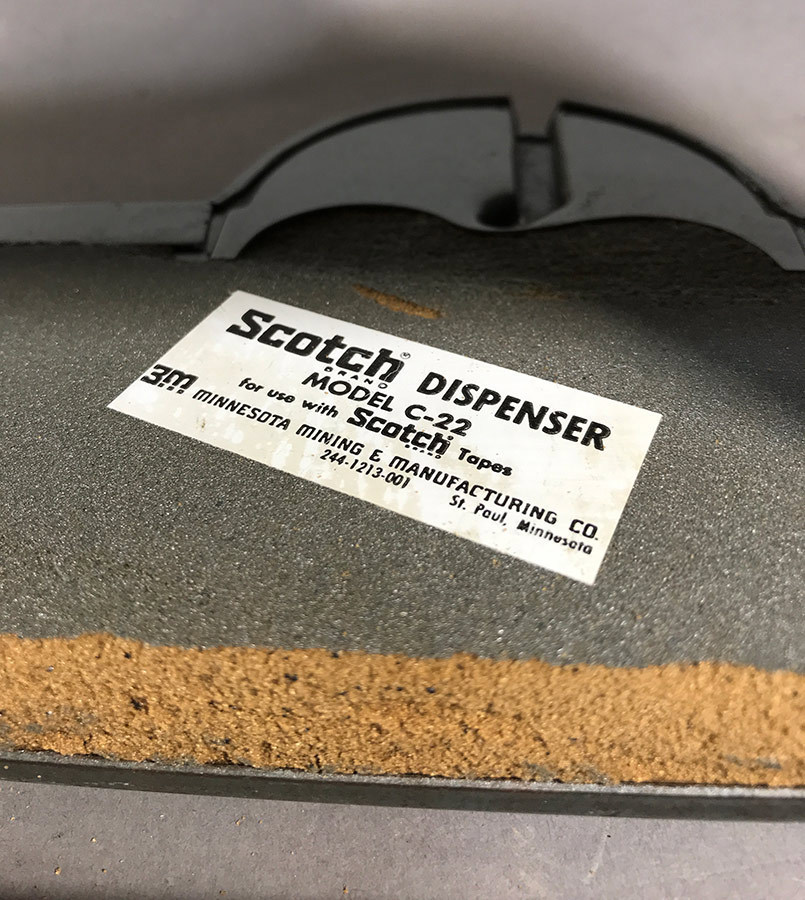 Scotch® DISPENSER
BRAND
MODEL C-22
for use with Scotch® Tapes
BRAND
3M MINNESOTA MINING & MANUFACTURING CO.
244-1213-001
St. Paul, Minnesota